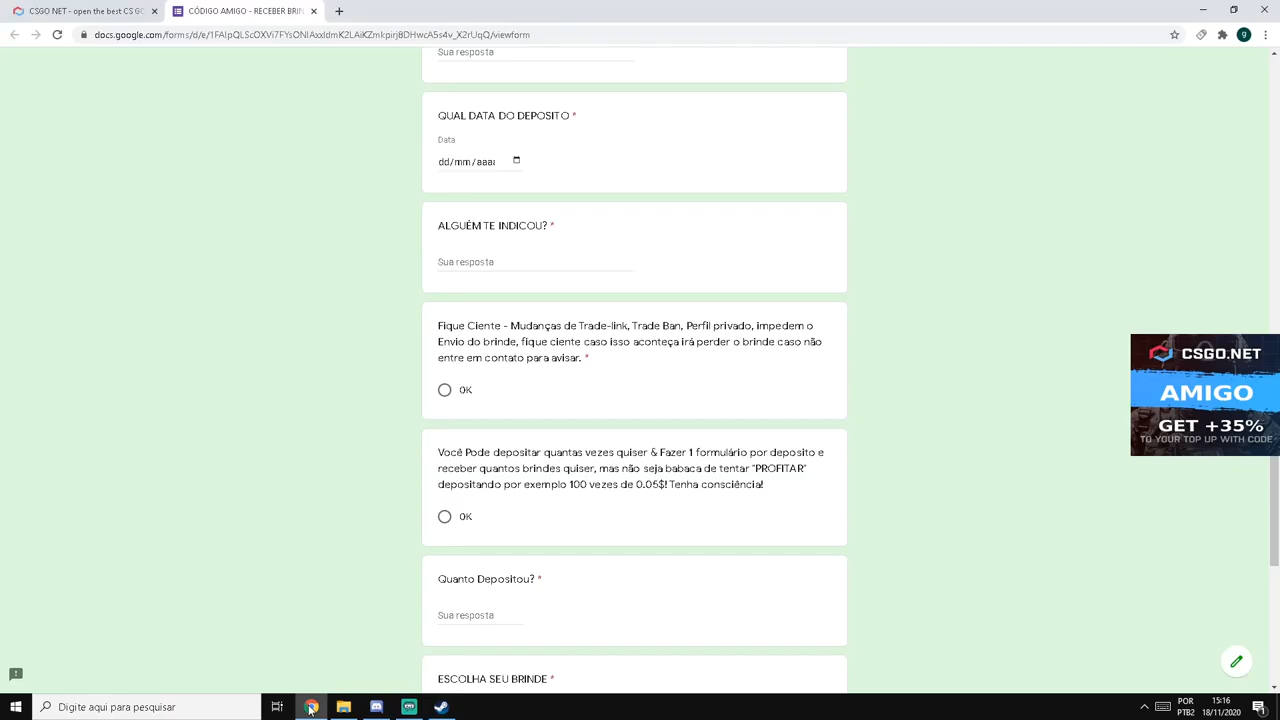 CSGO.NET - open the best CS GO
CÓDIGO AMIGO - RECEBER BRIN
docs.google.com/forms/d/e/
Sua resposta
QUAL DATA DO DEPOSITO *
Data
dd/mm/aaaa
ALGUÉM TE INDICOU? *
Sua resposta
Fique Ciente - Mudanças de Trade-link, Trade Ban, Perfil privado, impedem o
Envio do brinde, fique ciente caso isso aconteça irá perder o brinde caso não
entre em contato para avisar. *
OK
CSGO.NET
AMIGO
GET +35%
TO YOUR TOP UP WITH CODE
Você Pode depositar quantas vezes quiser & Fazer 1 formulário por deposito e
receber quantos brindes quiser, mas não seja babaca de tentar "PROFITAR"
depositando por exemplo 100 vezes de 0.05$! Tenha consciência!
OK
Quanto Depositou? *
Sua resposta
ESCOLHA SEU BRINDE *
Digite aqui para pesquisar
POR
PTB2
15:16
18/11/2020